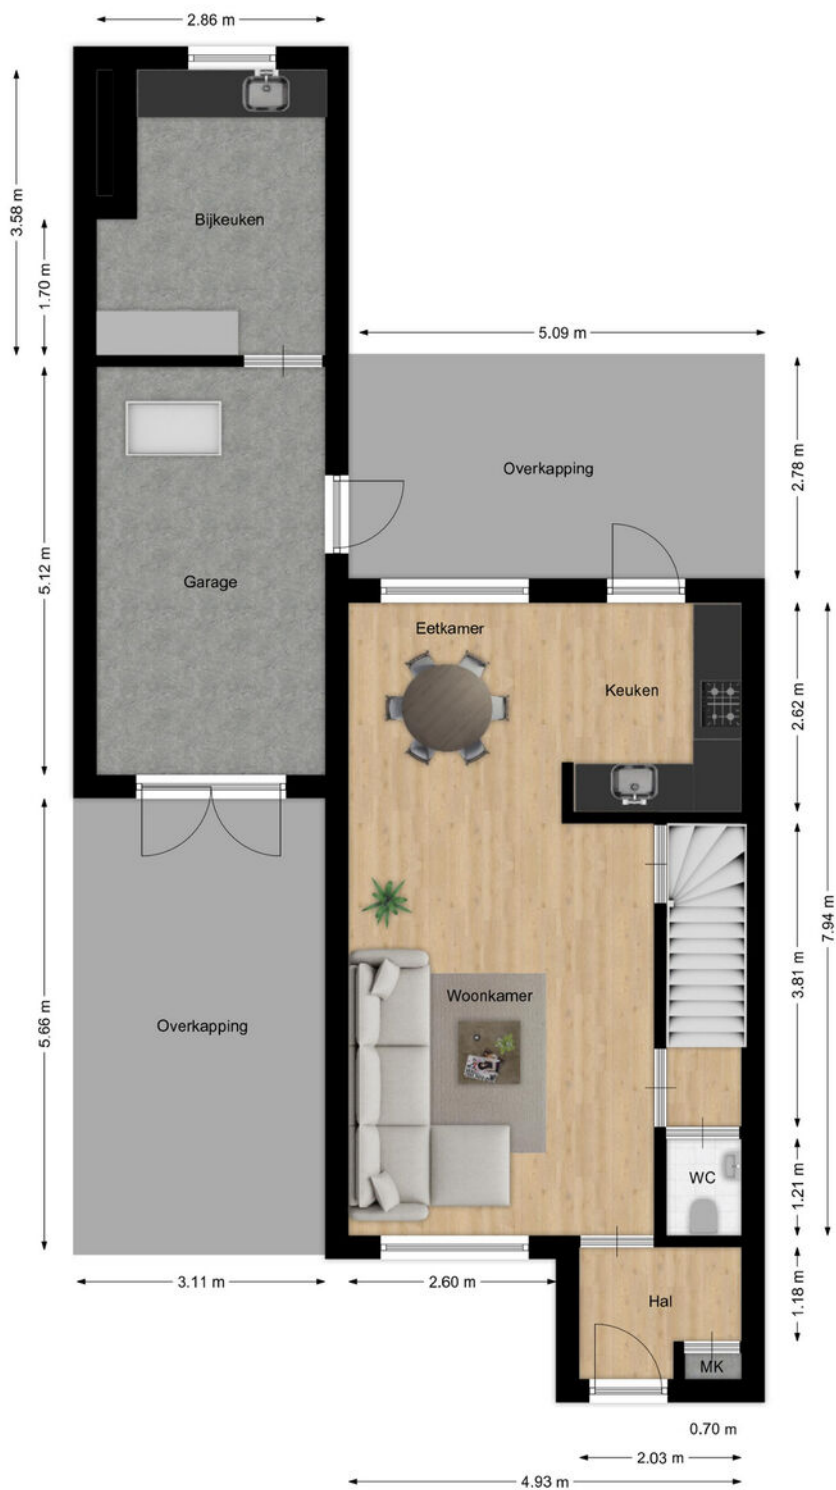 2.86 m
3.58 m
Bijkeuken
1.70 m
5.09 m
Overkapping
2.78 m
5.12 m
Garage
Eetkamer
Keuken
2.62 m
7.94 m
3.81 m
Woonkamer
Overkapping
5.66 m
WC
1.21 m
3.11 m
2.60 m
Hal
1.18 m
MK
0.70 m
2.03 m
4.93 m